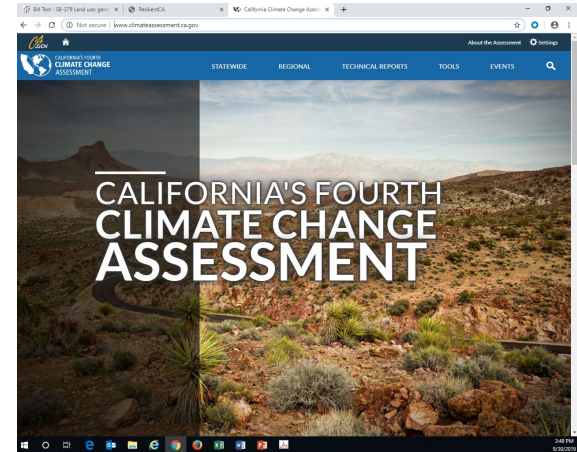 Bill Text - SB-379 Land use: gener
ResilientCA
California Climate Change Asses
Not secure | www.climateassessment.ca.gov
CA
.GOV
About the Assessment
Settings
CALIFORNIA'S FOURTH
CLIMATE CHANGE
ASSESSMENT
STATEWIDE
REGIONAL
TECHNICAL REPORTS
TOOLS
EVENTS
CALIFORNIA'S FOURTH
CLIMATE CHANGE
ASSESSMENT
3:48 PM
9/30/2019